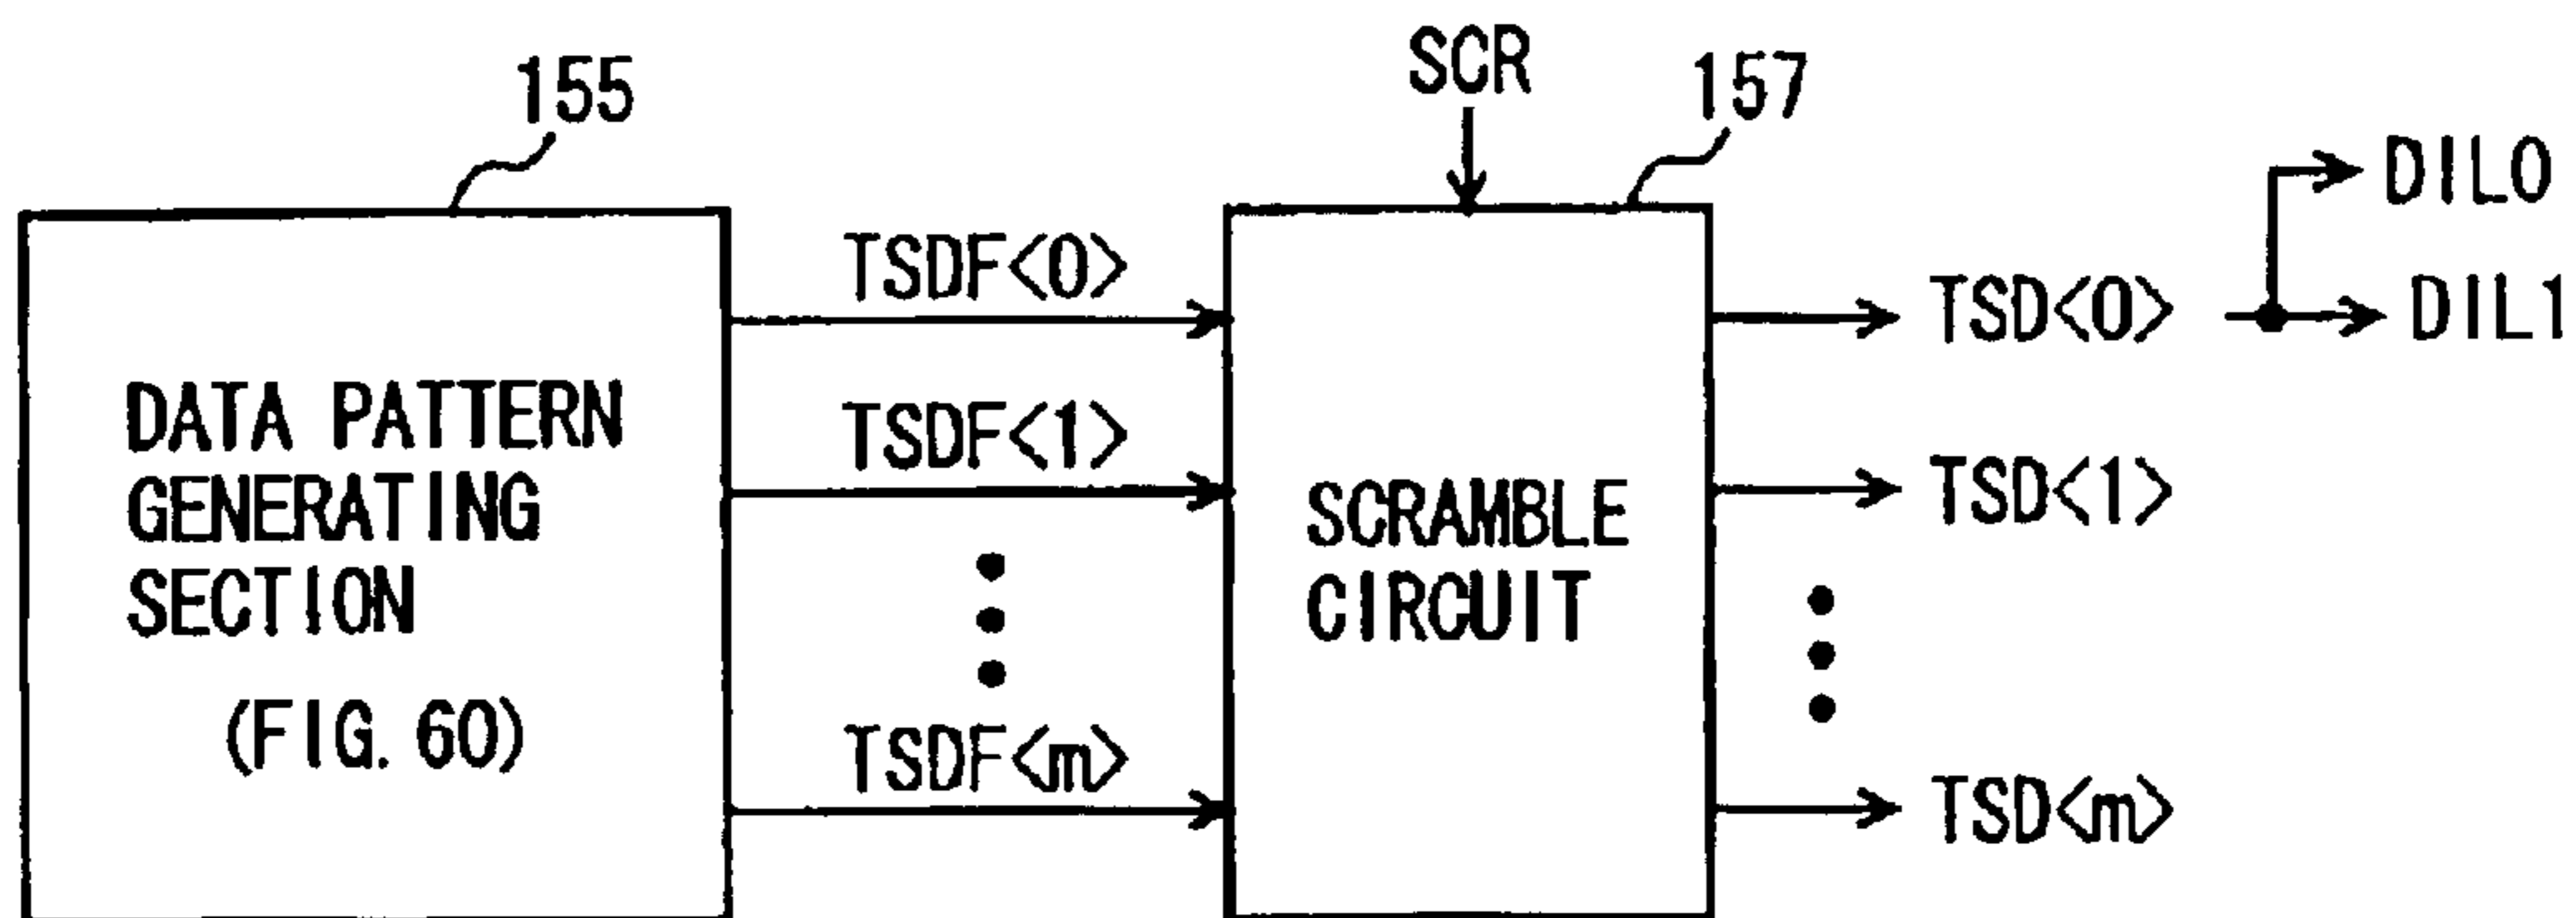 155
SCR
157
DIL0
DIL1
TSDF<0>
TSD<0>
DATA PATTERN
GENERATING
SECTION
(FIG. 60)
TSDF<1>
TSD<1>
SCRAMBLE
CIRCUIT
TSDF<m>
TSD<m>